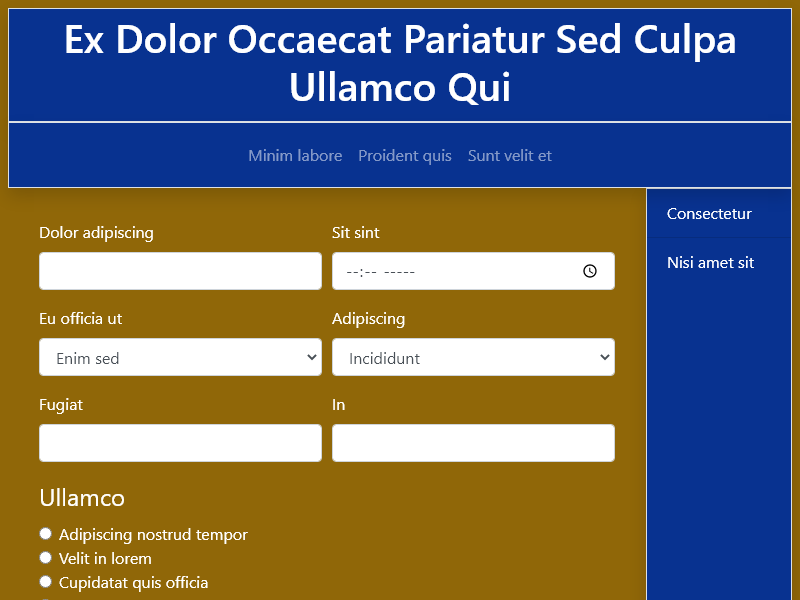 Ex Dolor Occaecat Pariatur Sed Culpa
Ullamco Qui
Minim labore Proident quis Sunt velit et
Consectetur
Nisi amet sit
Dolor adipiscing
Sit sint
--:-- -----
Eu officia ut
Enim sed
Adipiscing
Incididunt
Fugiat
In
Ullamco
Adipiscing nostrud tempor
Velit in lorem
Cupidatat quis officia